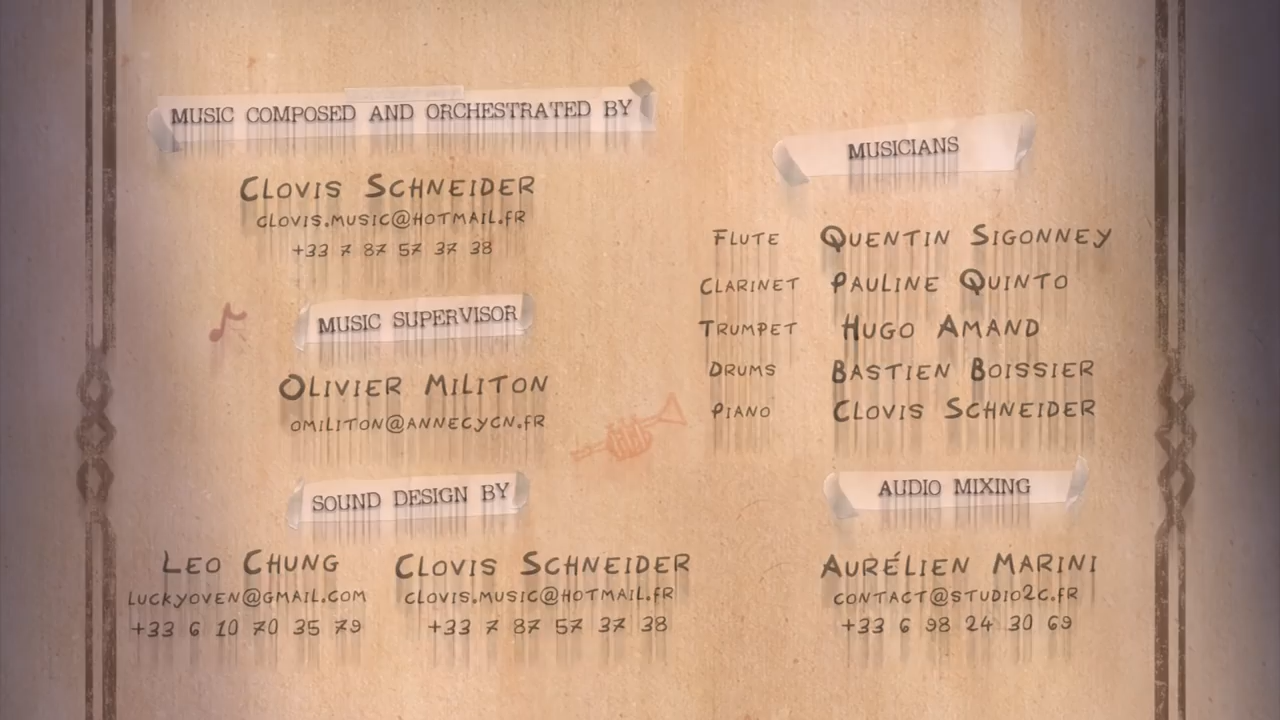 MUSIC COMPOSED AND ORCHESTRATED BY
CLOVIS SCHNEIDER
CLOVIS.MUSIC@HOTMAIL.FR
+33 7 87 57 37 38
MUSIC SUPERVISOR
OLIVIER MILITON
OMILITON@ANNECYCN.FR
SOUND DESIGN BY
LEO CHUNG
LUCKYOVEN@GMAIL.COM
+33 6 10 70 35 79
CLOVIS SCHNEIDER
CLOVIS.MUSIC@HOTMAIL.FR
+33 7 87 57 37 38
MUSICIANS
FLUTE QUENTIN SIGONNEY
CLARINET PAULINE QUINTO
TRUMPET HUGO AMAND
DRUMS BASTIEN BOISSIER
PIANO CLOVIS SCHNEIDER
AUDIO MIXING
AURÉLIEN MARINI
CONTACT@STUDIO2C.FR
+33 6 98 24 30 69